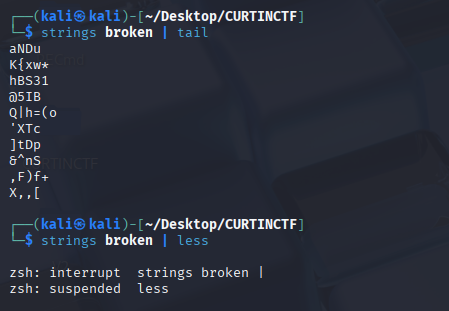 ┌──(kali㉿kali)-[~/Desktop/CURTINCTF]
└─$ strings broken | tail
aNDu
K{xw*
hBS31
@5IB
Q|h=(o
'XTc
]tDp
&^nS
,F)f+
X,,[
┌──(kali㉿kali)-[~/Desktop/CURTINCTF]
└─$ strings broken | less
zsh: interrupt  strings broken |
zsh: suspended  less